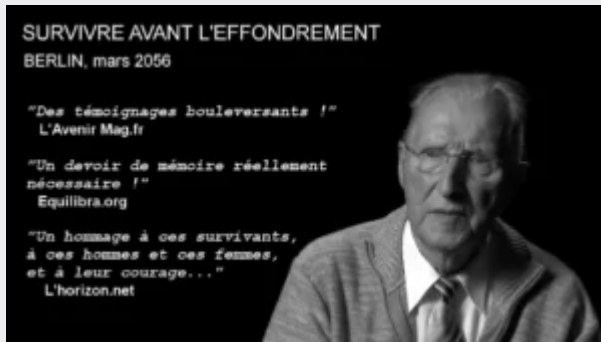 SURVIVRE AVANT L'EFFONDREMENT
BERLIN, mars 2056
"Des témoignages bouleversants !"
L'Avenir Mag.fr
"Un devoir de mémoire réellement
nécessaire !"
Equilibra.org
"Un hommage à ces survivants,
à ces hommes et ces femmes,
et à leur courage..."
L'horizon.net